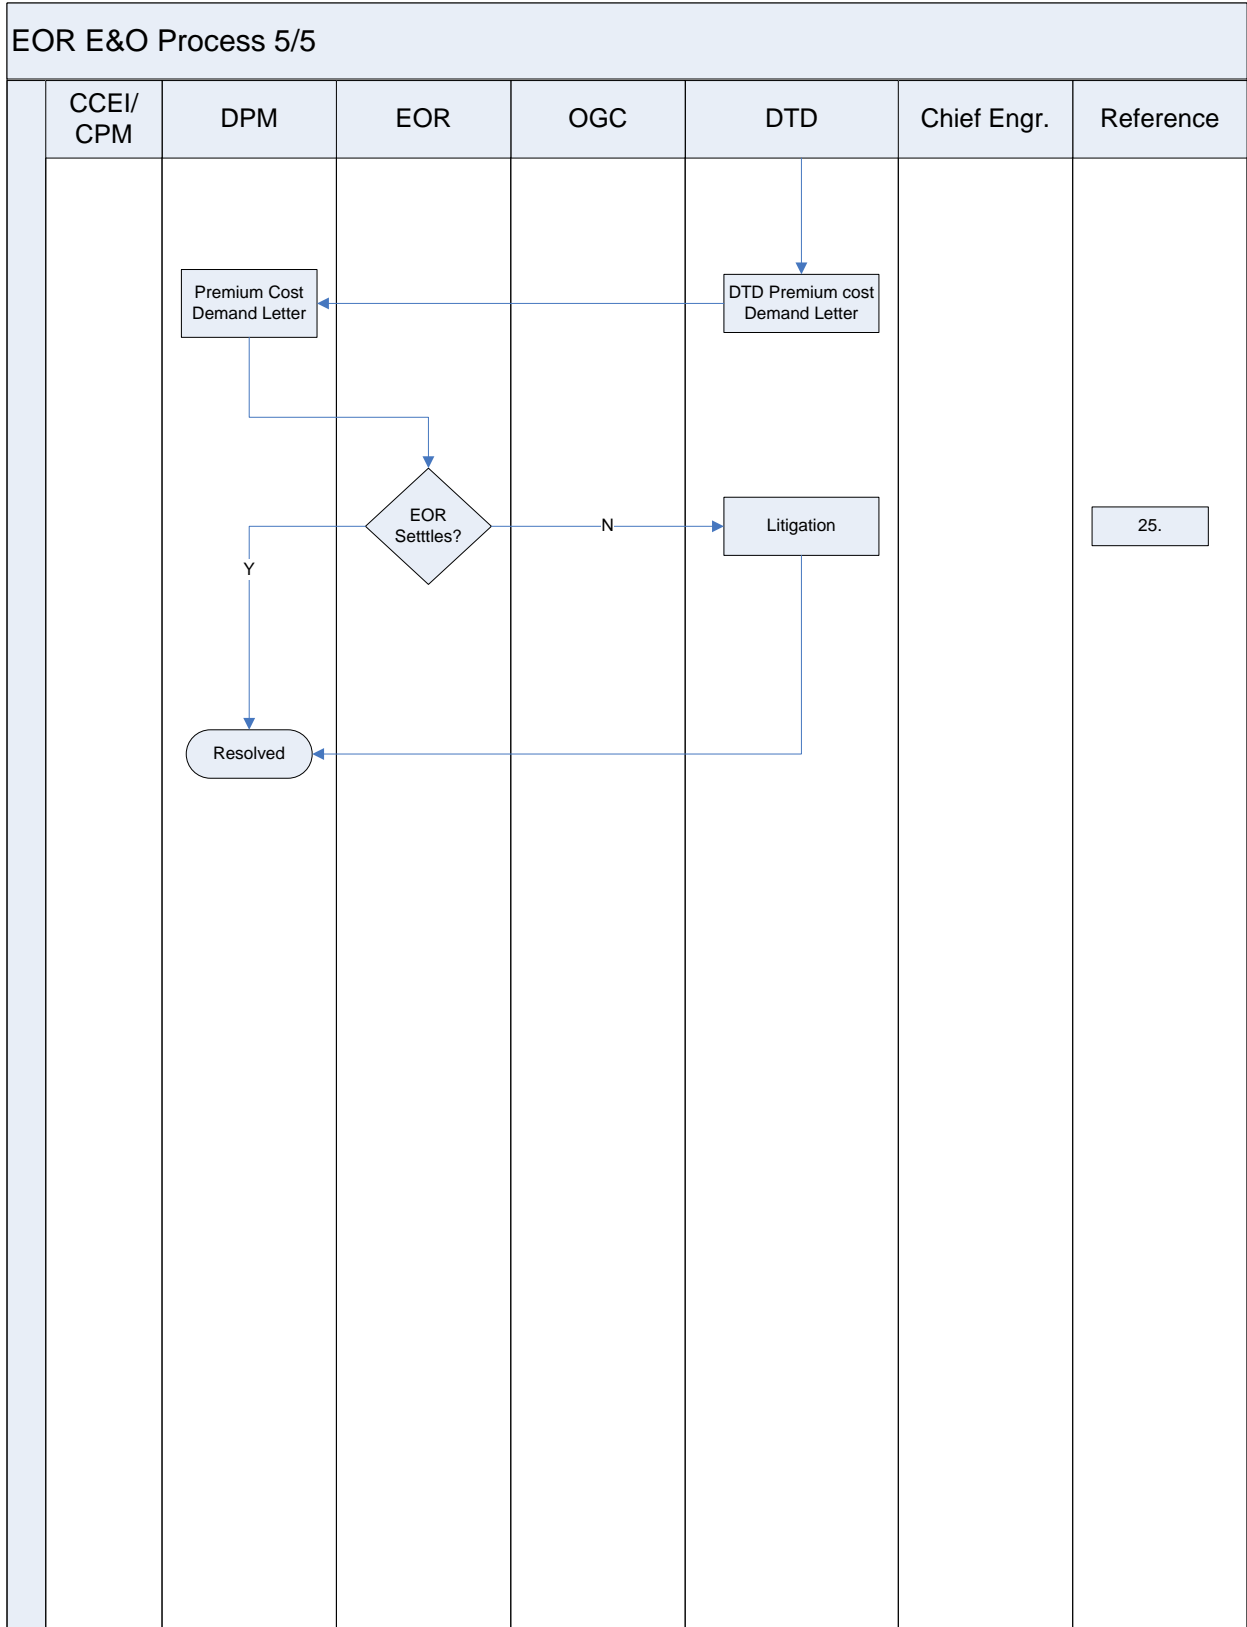 EOR E&O Process 5/5
CCEI/
CPM
DPM
EOR
OGC
DTD
Chief Engr.
Reference
Premium Cost
Demand Letter
DTD Premium cost
Demand Letter
EOR
Setttles?
N
Litigation
25.
Y
Resolved